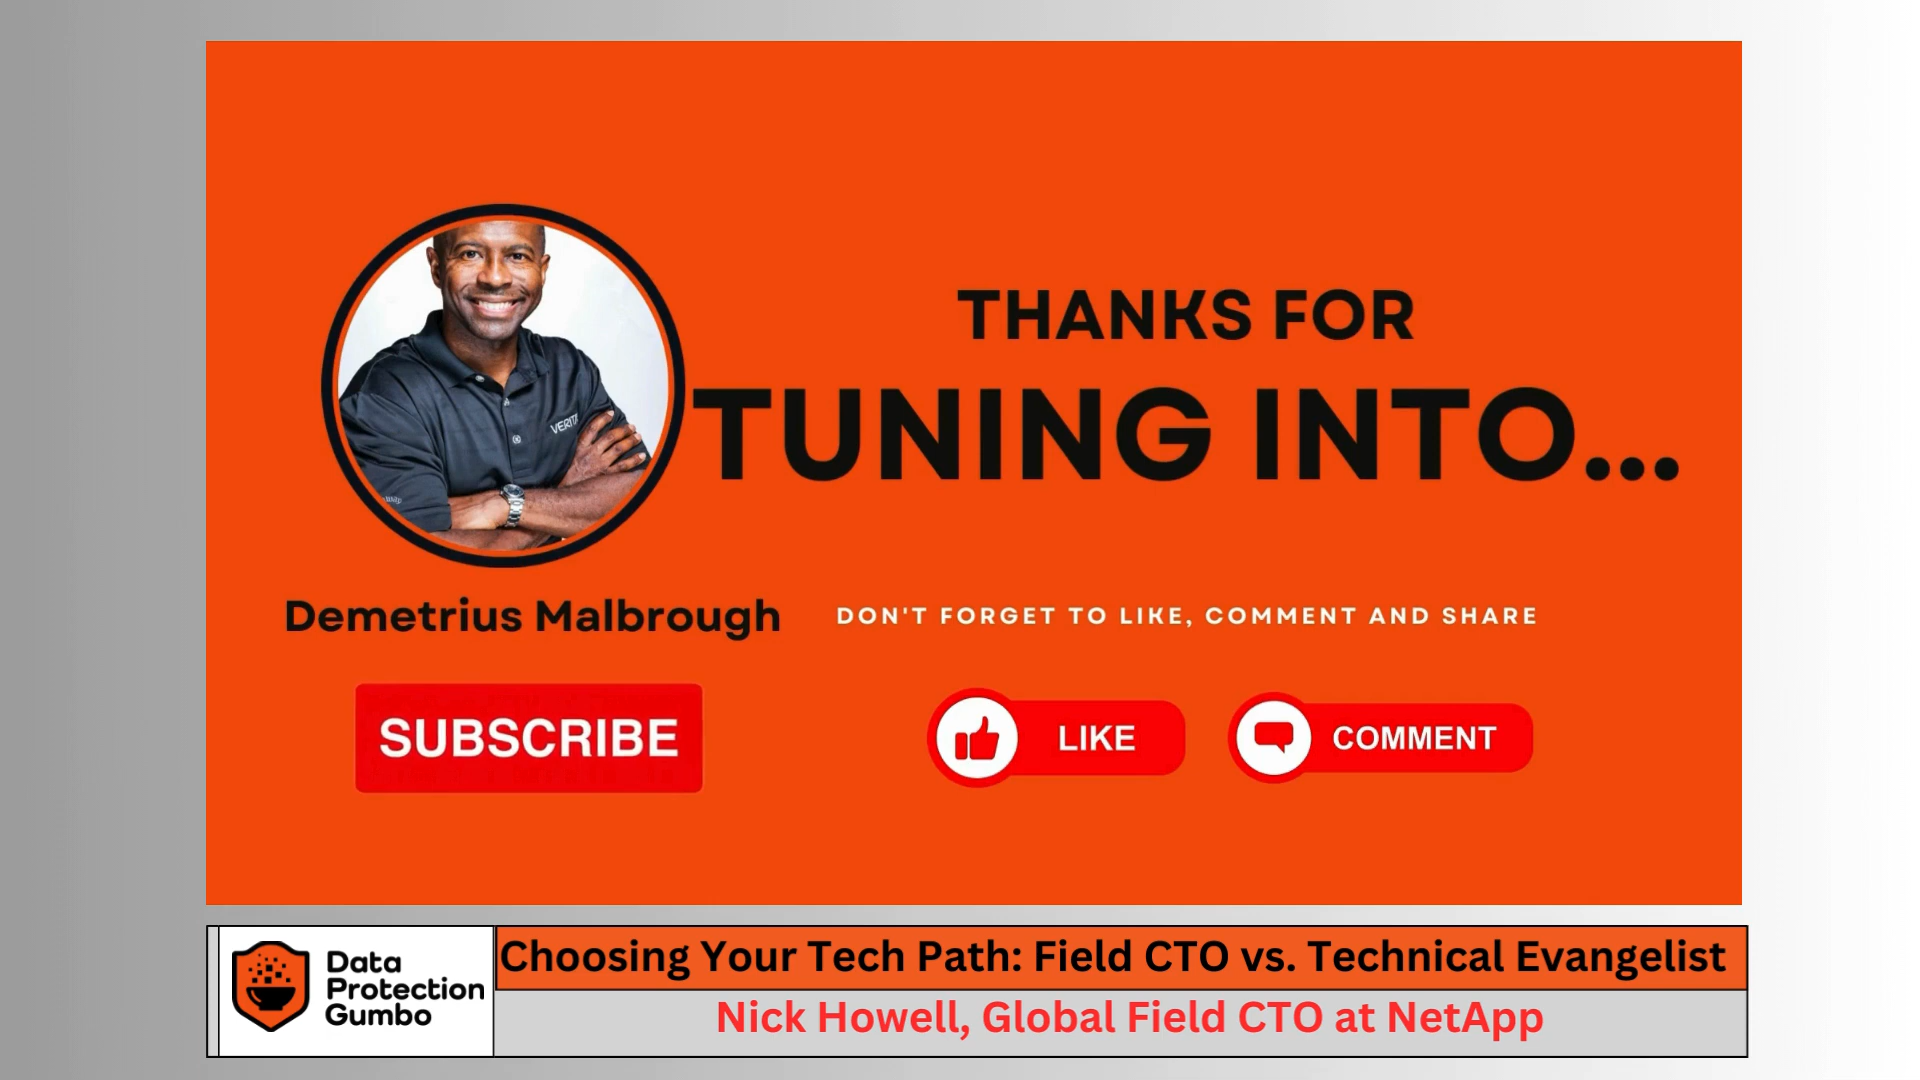 THANKS FOR
TUNING INTO...
VERITA
Demetrius Malbrough
DON'T FORGET TO LIKE, COMMENT AND SHARE
SUBSCRIBE
LIKE
COMMENT
Data
Protection
Gumbo
Choosing Your Tech Path: Field CTO vs. Technical Evangelist
Nick Howell, Global Field CTO at NetApp